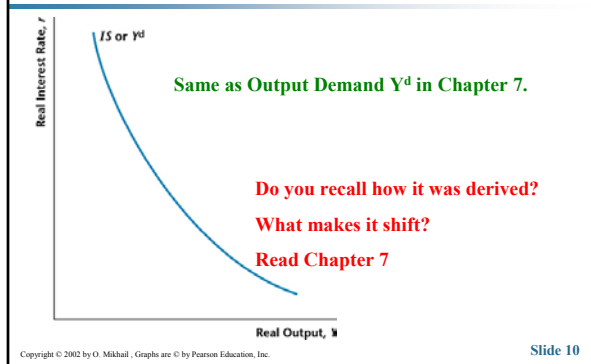 Real Interest Rate, r
IS or Yd
Same as Output Demand Yd in Chapter 7.
Do you recall how it was derived?
What makes it shift?
Read Chapter 7
Real Output,
Copyright © 2002 by O. Mikhail , Graphs are © by Pearson Education, Inc.
Slide 10